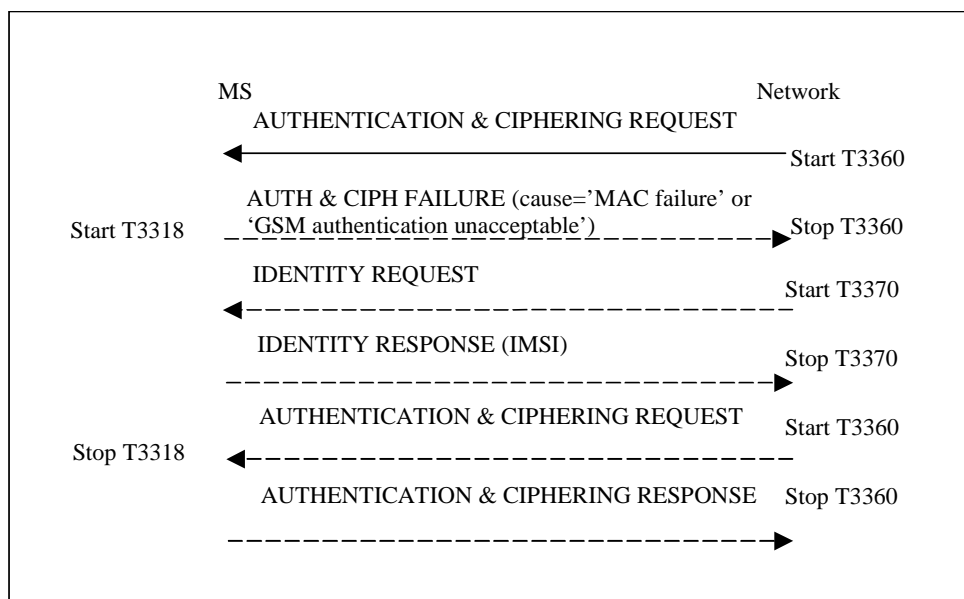 MS Network
AUTHENTICATION & CIPHERING REQUEST
Start T3360
AUTH & CIPH FAILURE (cause='MAC failure' or
‘GSM authentication unacceptable’)
Start T3318
Stop T3360
IDENTITY REQUEST
Start T3370
IDENTITY RESPONSE (IMSI)
Stop T3370
AUTHENTICATION & CIPHERING REQUEST
Start T3360
Stop T3318
AUTHENTICATION & CIPHERING RESPONSE
Stop T3360